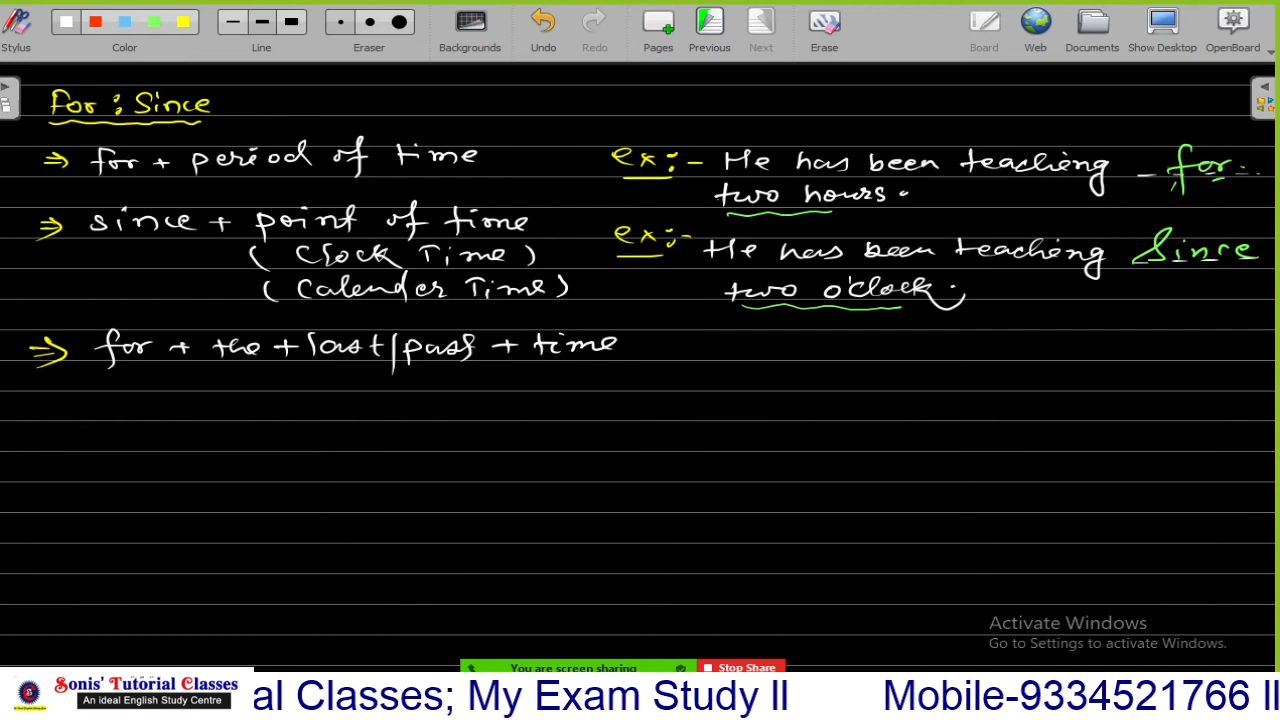 Stylus
Color
Line
Eraser
Backgrounds
Undo
Redo
Pages
Previous
Next
Erase
Board
Web
Documents
Show Desktop
OpenBoard
For : Since
⇒ for + period of time
ex:- He has been teaching - for
two hours.
⇒ since + point of time
( Clock Time )
( Calender Time )
ex:- He has been teaching Since
two o'clock.
⇒ for + the + last/past + time
Activate Windows
Go to Settings to activate Windows.
You are screen sharing
Stop Share
Sonis' Tutorial Classes
An ideal English Study Centre
al Classes; My Exam Study II
Mobile-9334521766 II